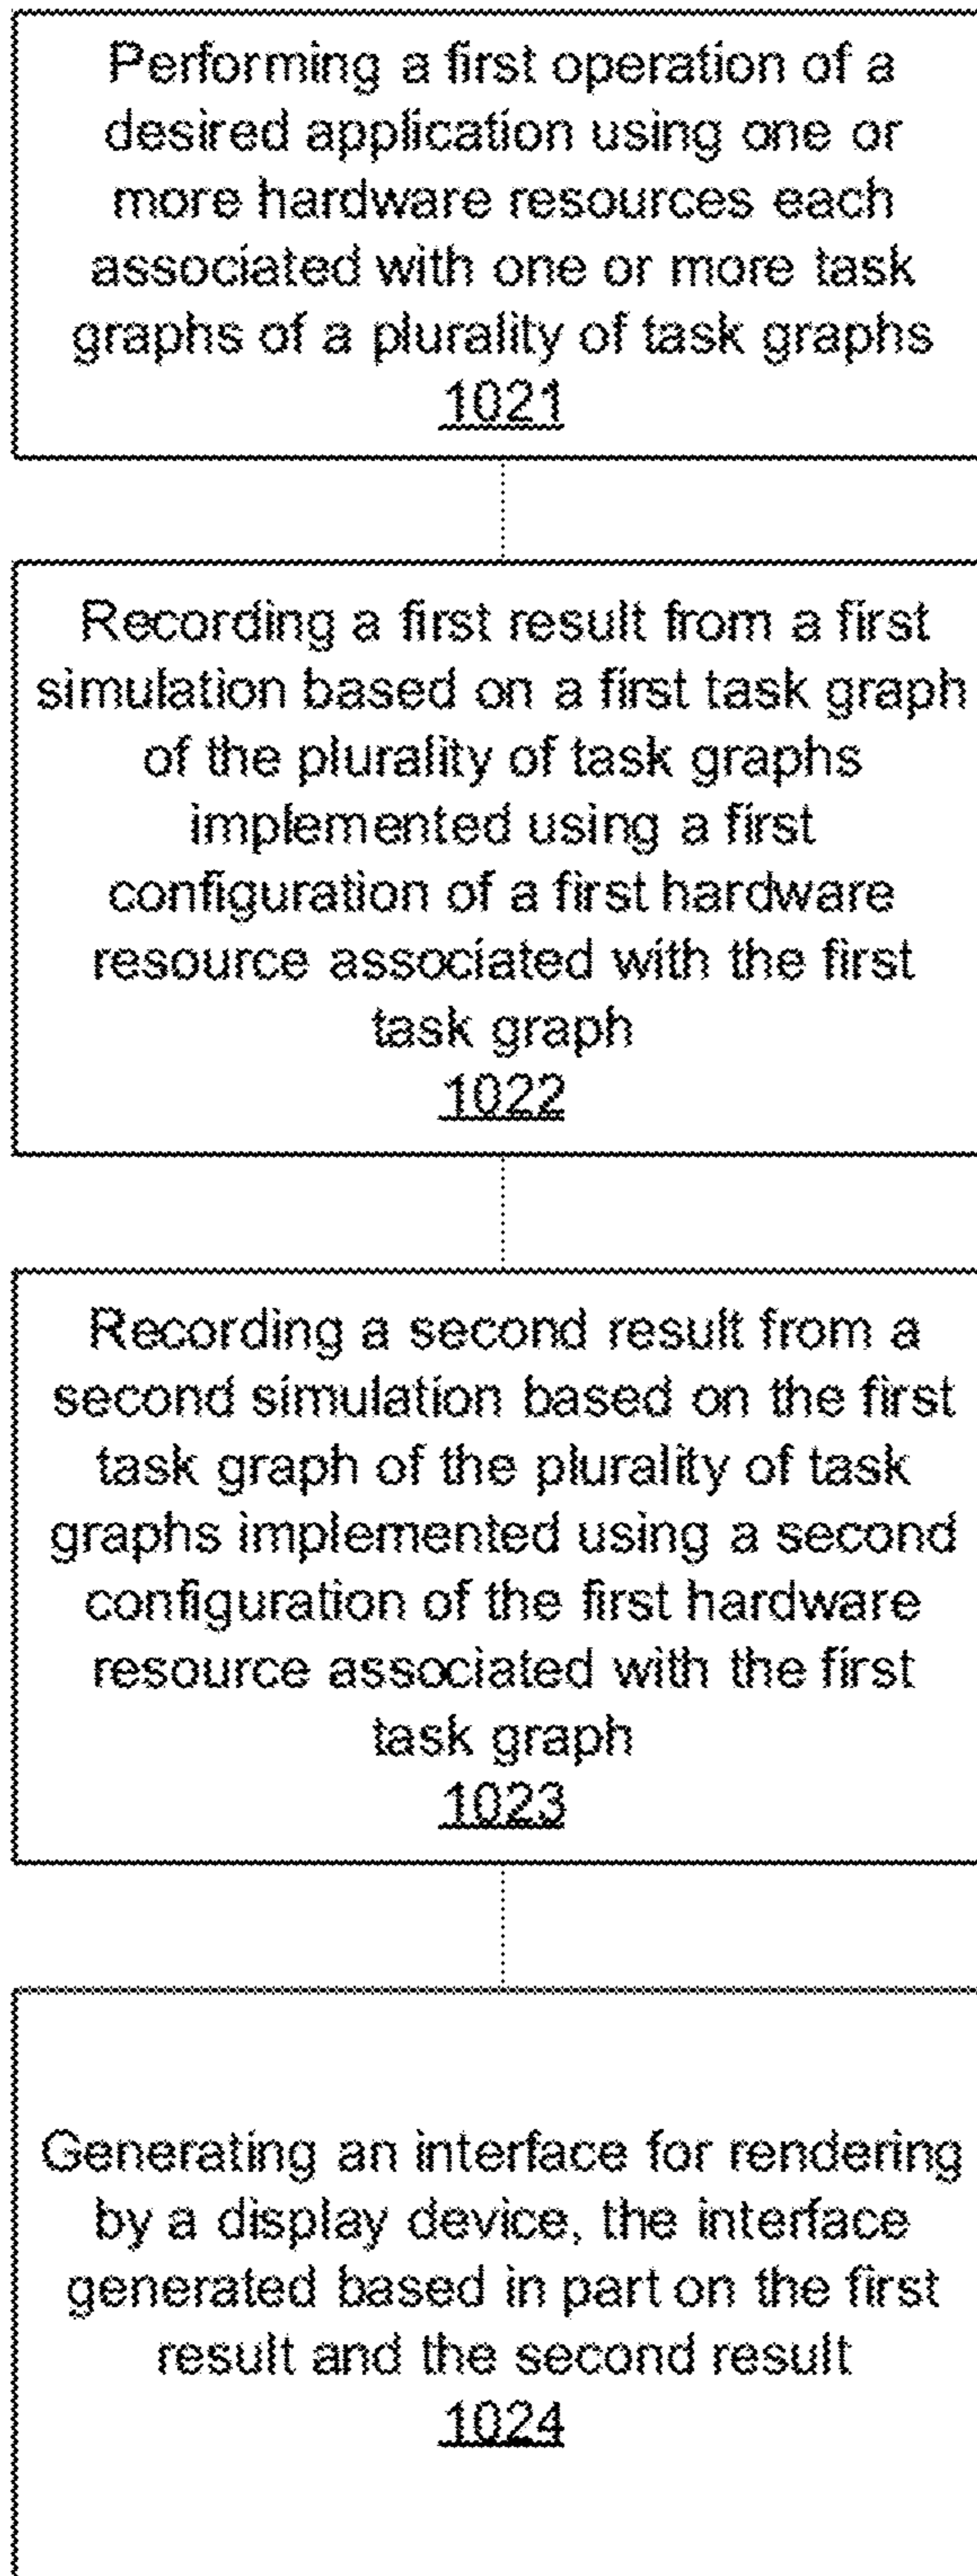 Performing a first operation of a
desired application using one or
more hardware resources each
associated with one or more task
graphs of a plurality of task graphs
1021
Recording a first result from a first
simulation based on a first task graph
of the plurality of task graphs
implemented using a first
configuration of a first hardware
resource associated with the first
task graph
1022
Recording a second result from a
second simulation based on the first
task graph of the plurality of task
graphs implemented using a second
configuration of the first hardware
resource associated with the first
task graph
1023
Generating an interface for rendering
by a display device, the interface
generated based in part on the first
result and the second result
1024